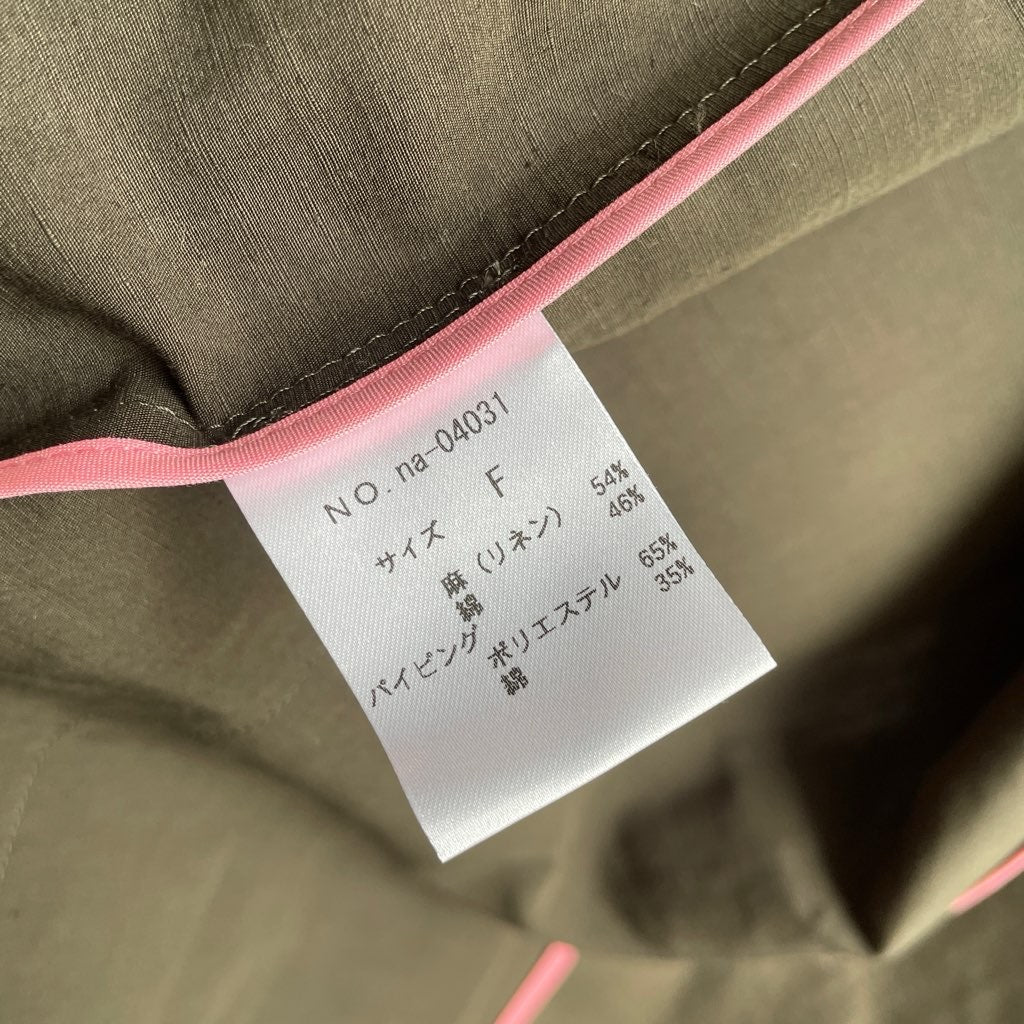 NO. na-04031
サイズ F
麻(リネン) 54%
綿 46%
パイピング ポリエステル 65%
綿 35%